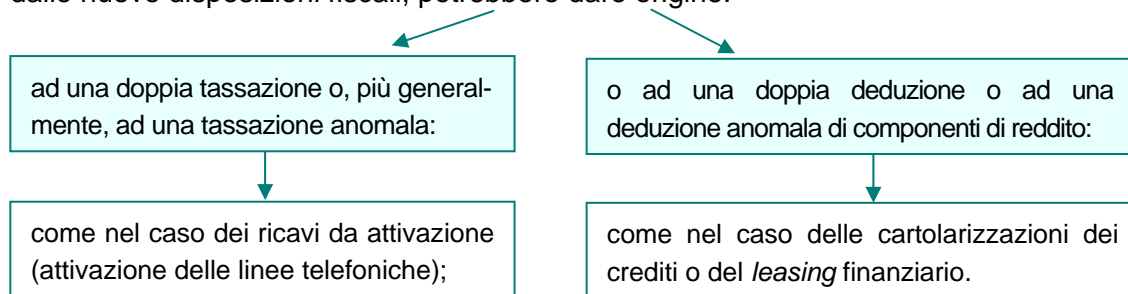 dalle nuove disposizioni fiscali, potrebbero dare origine:
ad una doppia tassazione o, più general-
mente, ad una tassazione anomala:
o ad una doppia deduzione o ad una
deduzione anomala di componenti di reddito:
come nel caso dei ricavi da attivazione
(attivazione delle linee telefoniche);
come nel caso delle cartolarizzazioni dei
crediti o del leasing finanziario.